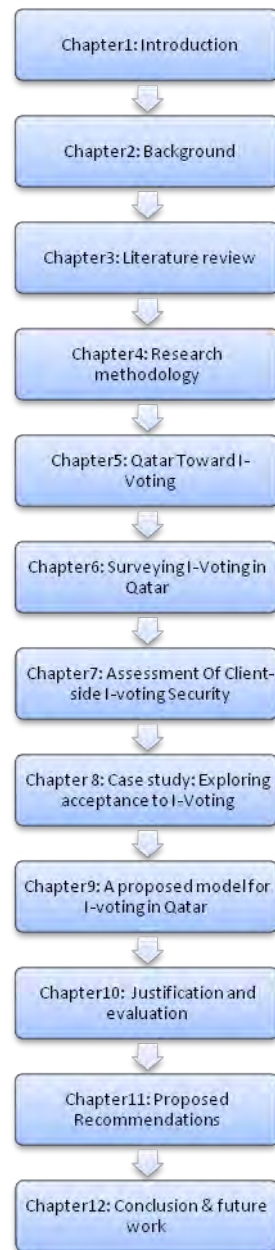 Chapter1: Introduction
Chapter2: Background
Chapter3: Literature review
Chapter4: Research
methodology
Chapter5: Qatar Toward I-
Voting
Chapter6: Surveying I-Voting in
Qatar
Chapter7: Assessment Of Client-
side I-voting Security
Chapter 8: Case study: Exploring
acceptance to I-Voting
Chapter9: A proposed model for
I-voting in Qatar
Chapter10: Justification and
evaluation
Chapter11: Proposed
Recommendations
Chapter12: Conclusion & future
work